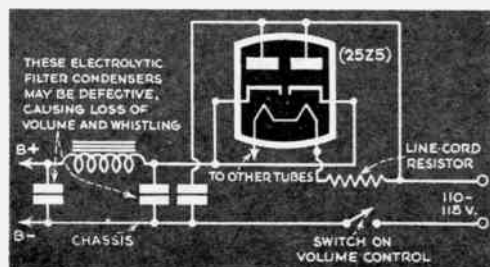 THESE ELECTROLYTIC
FILTER CONDENSERS
MAY BE DEFECTIVE,
CAUSING LOSS OF
VOLUME AND WHISTLING
(25Z5)
B+
TO OTHER TUBES
LINE-CORD
RESISTOR
110-
115 V.
B-
CHASSIS
SWITCH ON
VOLUME CONTROL